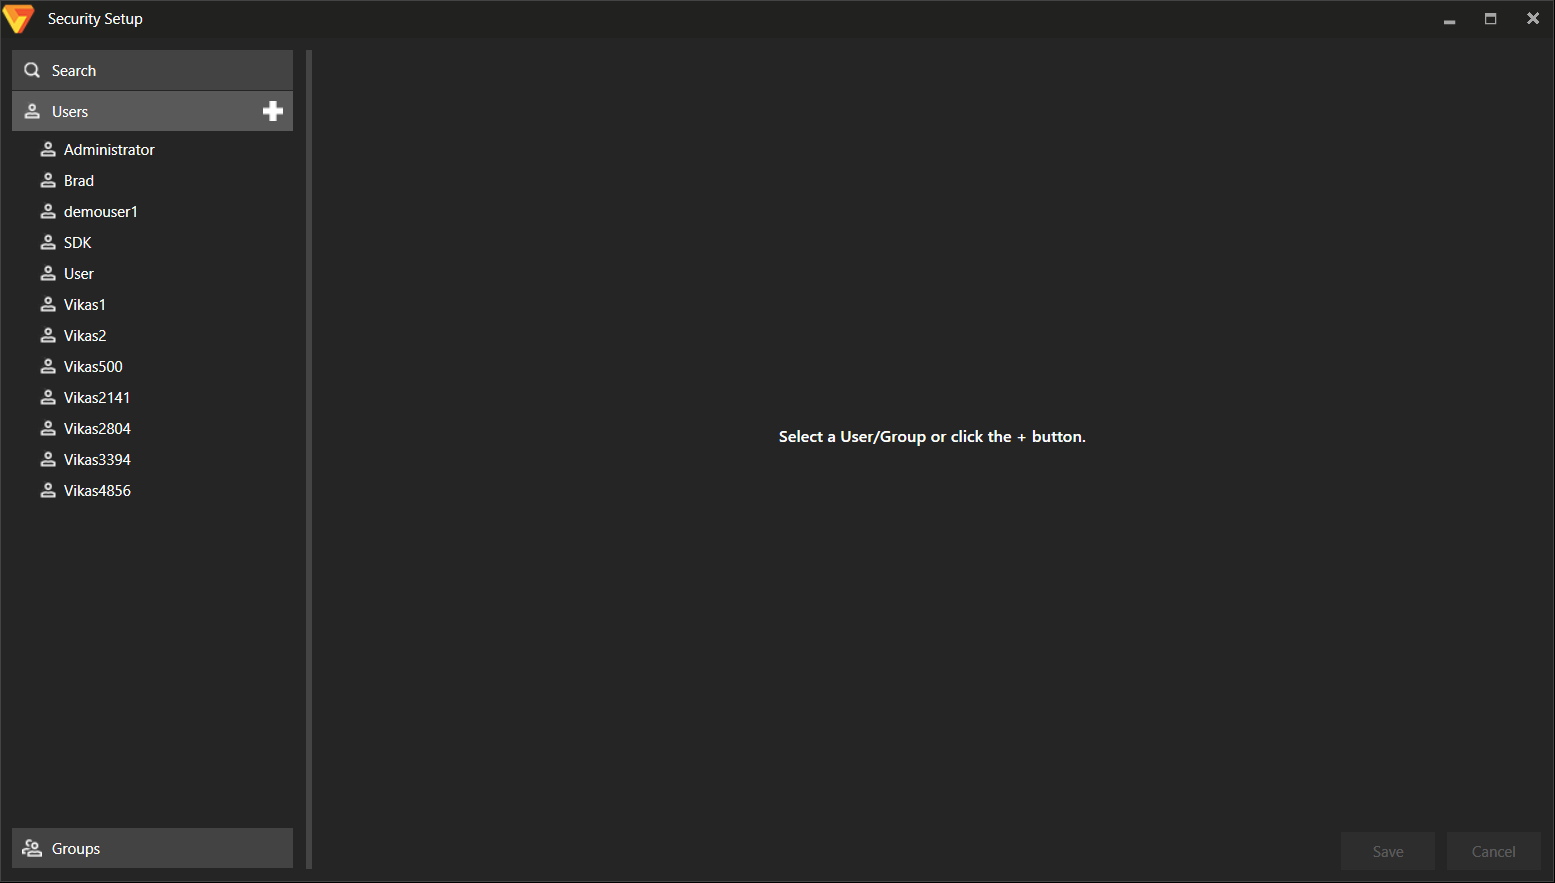 Security Setup
Search
Users
Administrator
Brad
demouser1
SDK
User
Vikas1
Vikas2
Vikas500
Vikas2141
Vikas2804
Vikas3394
Vikas4856
Select a User/Group or click the + button.
Groups
Save
Cancel